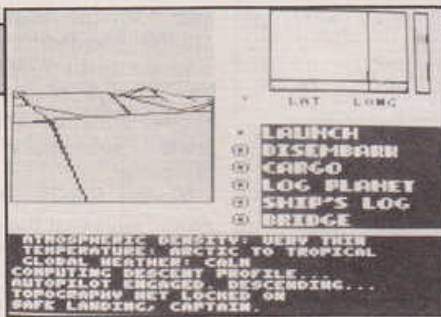 LAT LONG
LAUNCH
DISEMBARK
CARGO
LOG PLANET
SHIP'S LOG
BRIDGE
ATMOSPHERIC DENSITY: VERY THIN
TEMPERATURE: ARCTIC TO TROPICAL
GLOBAL WEATHER: CALM
COMPUTING DESCENT PROFILE...
AUTOPILOT ENGAGED, DESCENDING...
TOPOGRAPHY NET LOCKED ON
SAFE LANDING, CAPTAIN.